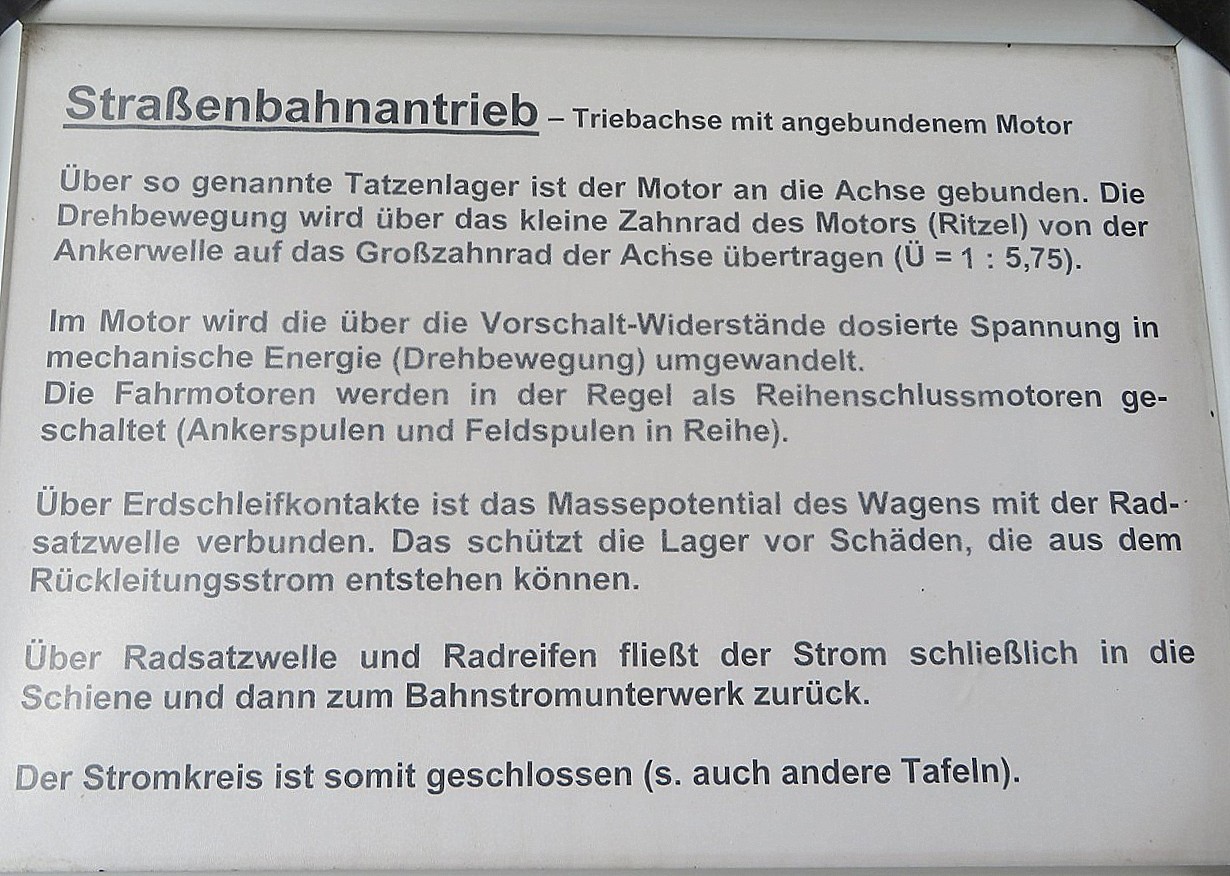 Straßenbahnantrieb – Triebachse mit angebundenem Motor
Über so genannte Tatzenlager ist der Motor an die Achse gebunden. Die
Drehbewegung wird über das kleine Zahnrad des Motors (Ritzel) von der
Ankerwelle auf das Großzahnrad der Achse übertragen (Ü = 1 : 5,75).
Im Motor wird die über die Vorschalt-Widerstände dosierte Spannung in
mechanische Energie (Drehbewegung) umgewandelt.
Die Fahrmotoren werden in der Regel als Reihenschlussmotoren ge-
schaltet (Ankerspulen und Feldspulen in Reihe).
Über Erdschleifkontakte ist das Massepotential des Wagens mit der Rad-
satzwelle verbunden. Das schützt die Lager vor Schäden, die aus dem
Rückleitungsstrom entstehen können.
Über Radsatzwelle und Radreifen fließt der Strom schließlich in die
Schiene und dann zum Bahnstromunterwerk zurück.
Der Stromkreis ist somit geschlossen (s. auch andere Tafeln).